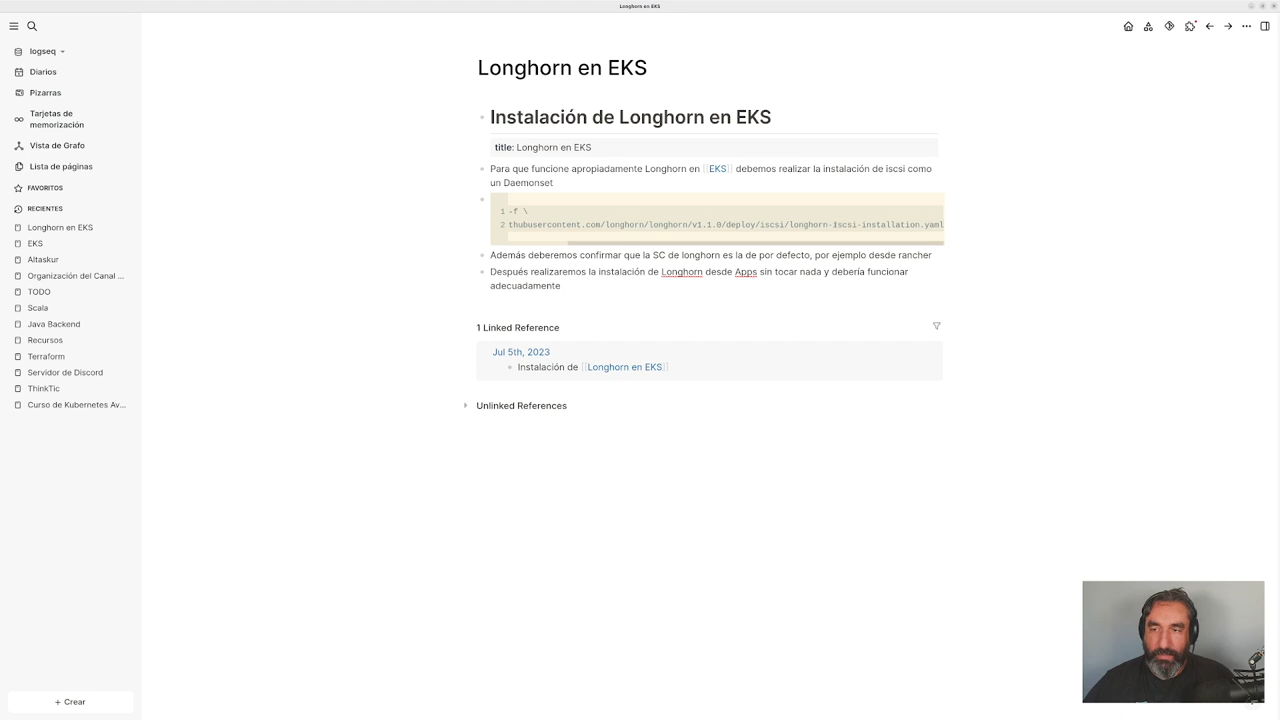 Longhorn en EKS
logseq
Diarios
Pizarras
Tarjetas de
memorización
Vista de Grafo
Lista de páginas
FAVORITOS
RECIENTES
Longhorn en EKS
EKS
Altaskur
Organización del Canal ...
TODO
Scala
Java Backend
Recursos
Terraform
Servidor de Discord
ThinkTic
Curso de Kubernetes Av...
+ Crear
Longhorn en EKS
Instalación de Longhorn en EKS
title: Longhorn en EKS
Para que funcione apropiadamente Longhorn en [[EKS]] debemos realizar la instalación de iscsi como
un Daemonset
1 -f \
2 thubusercontent.com/longhorn/longhorn/v1.1.0/deploy/iscsi/longhorn-iscsi-installation.yaml
Además deberemos confirmar que la SC de longhorn es la de por defecto, por ejemplo desde rancher
Después realizaremos la instalación de Longhorn desde Apps sin tocar nada y debería funcionar
adecuadamente
1 Linked Reference
Jul 5th, 2023
Instalación de [[Longhorn en EKS]]
Unlinked References